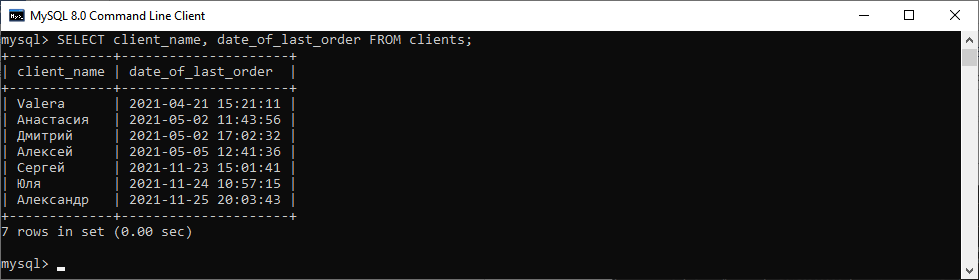 MySQL 8.0 Command Line Client
mysql> SELECT client_name, date_of_last_order FROM clients;
+-------------+---------------------+
| client_name | date_of_last_order  |
+-------------+---------------------+
| Valera      | 2021-04-21 15:21:11 |
| Анастасия   | 2021-05-02 11:43:56 |
| Дмитрий     | 2021-05-02 17:02:32 |
| Алексей     | 2021-05-05 12:41:36 |
| Сергей      | 2021-11-23 15:01:41 |
| Юля         | 2021-11-24 10:57:15 |
| Александр   | 2021-11-25 20:03:43 |
+-------------+---------------------+
7 rows in set (0.00 sec)
mysql>